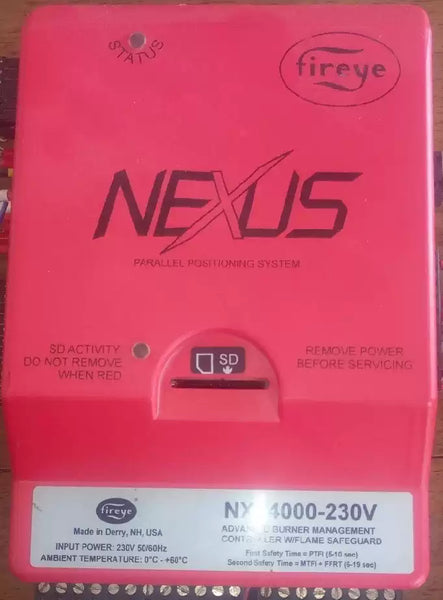 STATUS
fireye
NEXUS
PARALLEL POSITIONING SYSTEM
SD ACTIVITY
DO NOT REMOVE
WHEN RED
SD
REMOVE POWER
BEFORE SERVICING
fireye
Made in Derry, NH, USA
INPUT POWER: 230V 50/60Hz
AMBIENT TEMPERATURE: 0°C - +60°C
4000-230V
BURNER MANAGEMENT
W/FLAME SAFEGUARD
First Safety Time = PTFI (5-10 sec)
Second Safety Time = MTFI + FFRT (5-19 sec)